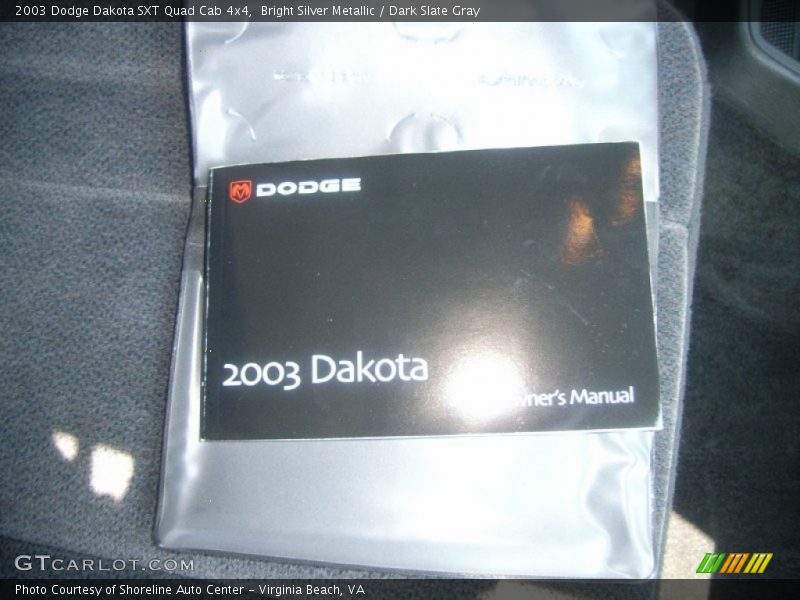 2003 Dodge Dakota SXT Quad Cab 4x4, Bright Silver Metallic / Dark Slate Gray
DODGE
2003 Dakota
Owner's Manual
GTCARLOT.COM
Photo Courtesy of Shoreline Auto Center - Virginia Beach, VA